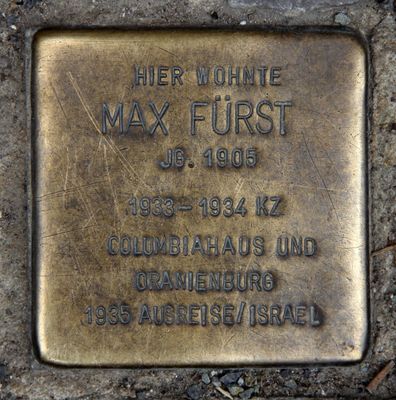 HIER WOHNTE
MAX FÜRST
JG. 1905
1933 – 1934 KZ
COLUMBIAHAUS UND
ORANIENBURG
1935 AUSREISE/ISRAEL